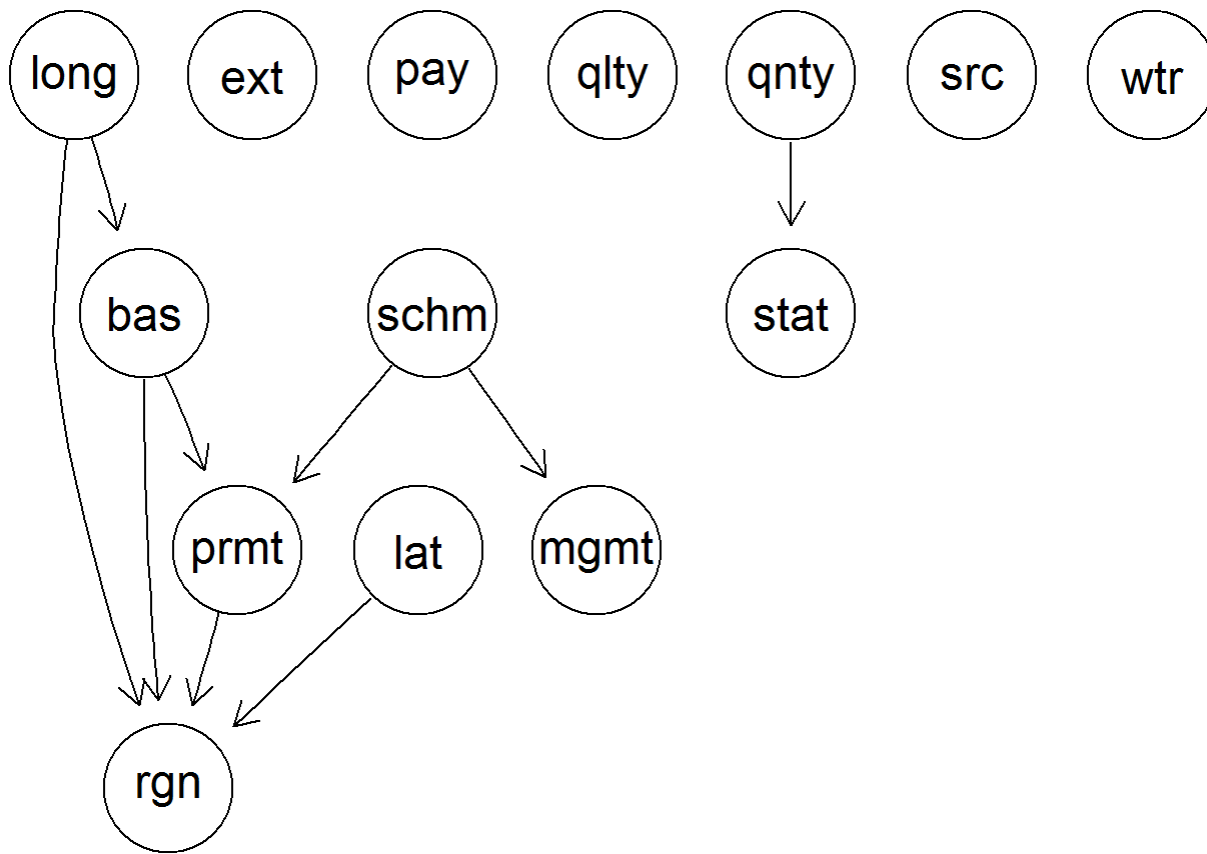 long
ext
pay
qlty
qnty
src
wtr
bas
schm
stat
prmt
lat
mgmt
rgn